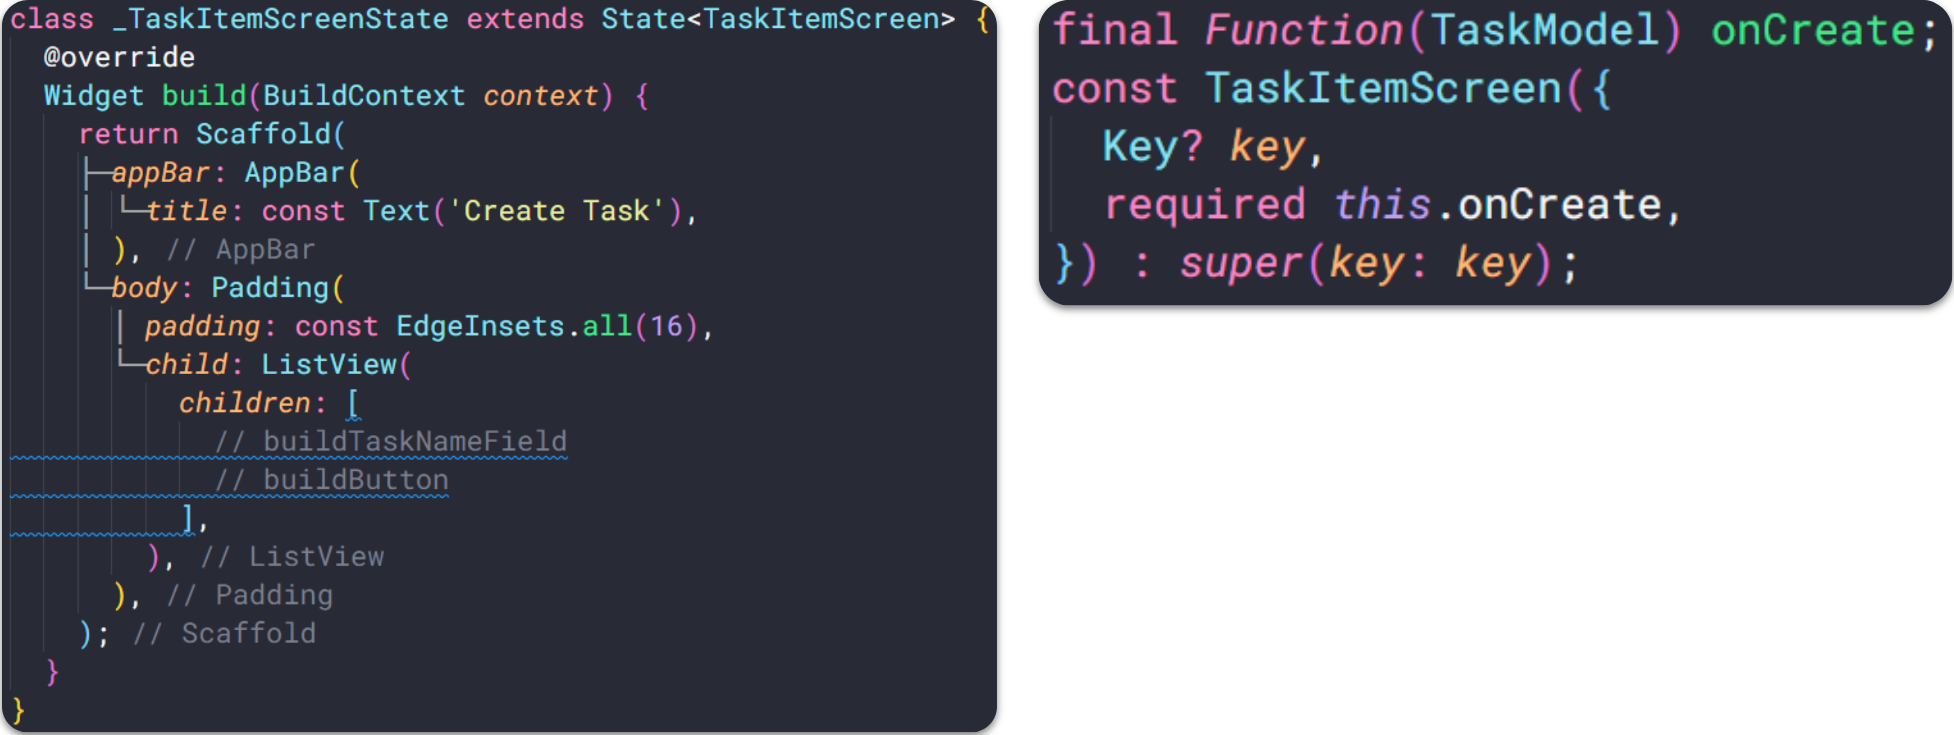 class _TaskItemScreenState extends State<TaskItemScreen> {
  @override
  Widget build(BuildContext context) {
    return Scaffold(
      appBar: AppBar(
        title: const Text('Create Task'),
      ), // AppBar
      body: Padding(
        padding: const EdgeInsets.all(16),
        child: ListView(
          children: [
            // buildTaskNameField
            // buildButton
          ],
        ), // ListView
      ), // Padding
    ); // Scaffold
  }
}
final Function(TaskModel) onCreate;
const TaskItemScreen({
  Key? key,
  required this.onCreate,
}) : super(key: key);